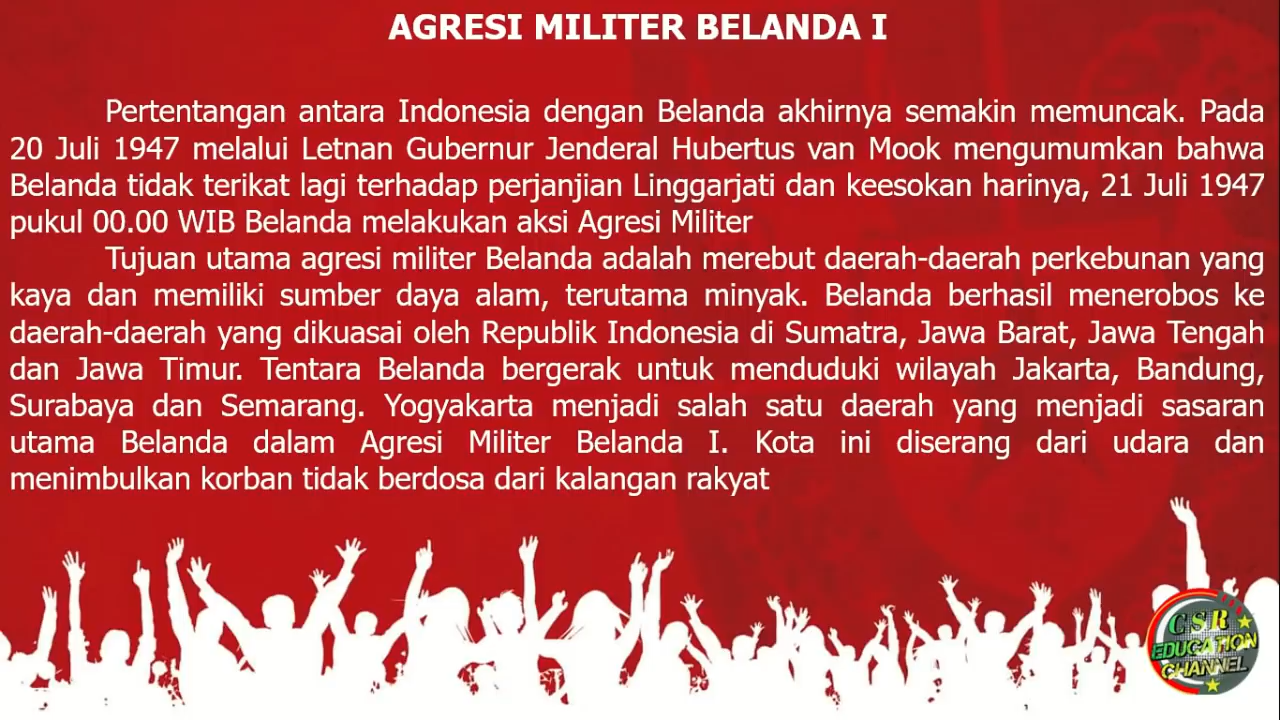 AGRESI MILITER BELANDA I
Pertentangan antara Indonesia dengan Belanda akhirnya semakin memuncak. Pada
20 Juli 1947 melalui Letnan Gubernur Jenderal Hubertus van Mook mengumumkan bahwa
Belanda tidak terikat lagi terhadap perjanjian Linggarjati dan keesokan harinya, 21 Juli 1947
pukul 00.00 WIB Belanda melakukan aksi Agresi Militer
Tujuan utama agresi militer Belanda adalah merebut daerah-daerah perkebunan yang
kaya dan memiliki sumber daya alam, terutama minyak. Belanda berhasil menerobos ke
daerah-daerah yang dikuasai oleh Republik Indonesia di Sumatra, Jawa Barat, Jawa Tengah
dan Jawa Timur. Tentara Belanda bergerak untuk menduduki wilayah Jakarta, Bandung,
Surabaya dan Semarang. Yogyakarta menjadi salah satu daerah yang menjadi sasaran
utama Belanda dalam Agresi Militer Belanda I. Kota ini diserang dari udara dan
menimbulkan korban tidak berdosa dari kalangan rakyat
CSR
EDUCATION
CHANNEL